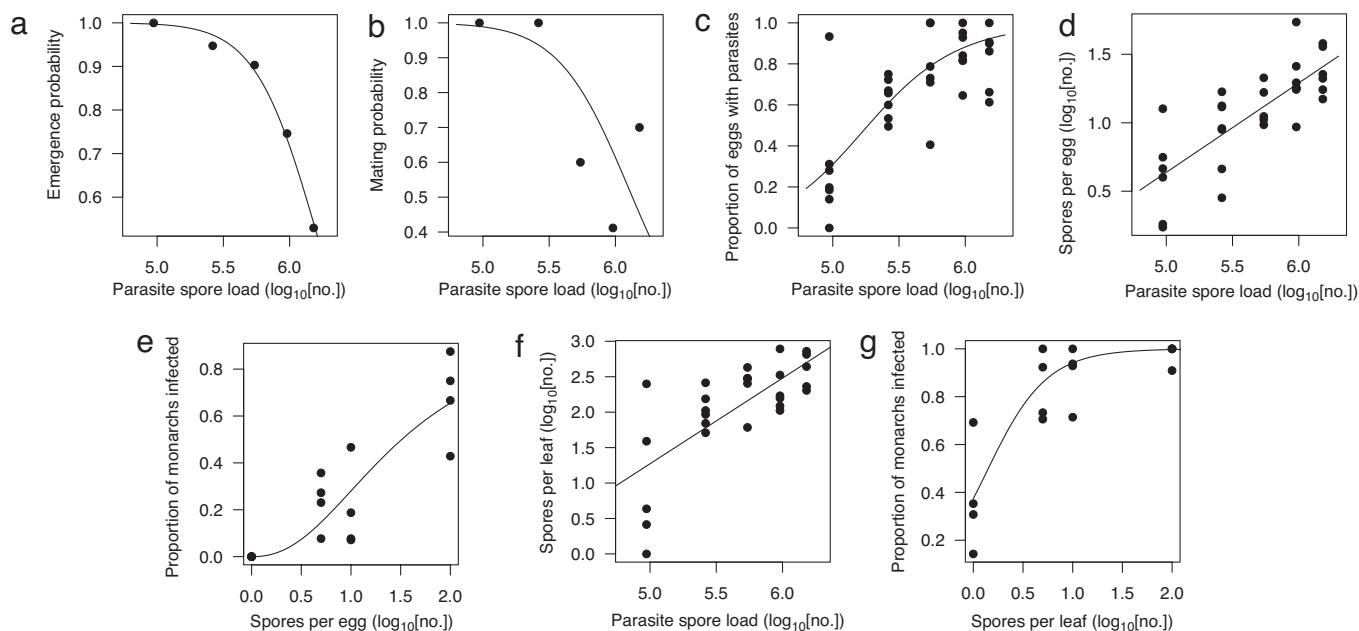 a
Emergence probability
1.0
0.9
0.8
0.7
0.6
5.0 5.5 6.0
Parasite spore load (log₁₀[no.])
b
Mating probability
1.0
0.9
0.8
0.7
0.6
0.5
0.4
5.0 5.5 6.0
Parasite spore load (log₁₀[no.])
c
Proportion of eggs with parasites
1.0
0.8
0.6
0.4
0.2
0.0
5.0 5.5 6.0
Parasite spore load (log₁₀[no.])
d
Spores per egg (log₁₀[no.])
1.5
1.0
0.5
5.0 5.5 6.0
Parasite spore load (log₁₀[no.])
e
Proportion of monarchs infected
0.8
0.6
0.4
0.2
0.0
0.0 0.5 1.0 1.5 2.0
Spores per egg (log₁₀[no.])
f
Spores per leaf (log₁₀[no.])
3.0
2.5
2.0
1.5
1.0
0.5
0.0
5.0 5.5 6.0
Parasite spore load (log₁₀[no.])
g
Proportion of monarchs infected
1.0
0.8
0.6
0.4
0.2
0.0 0.5 1.0 1.5 2.0
Spores per leaf (log₁₀[no.])